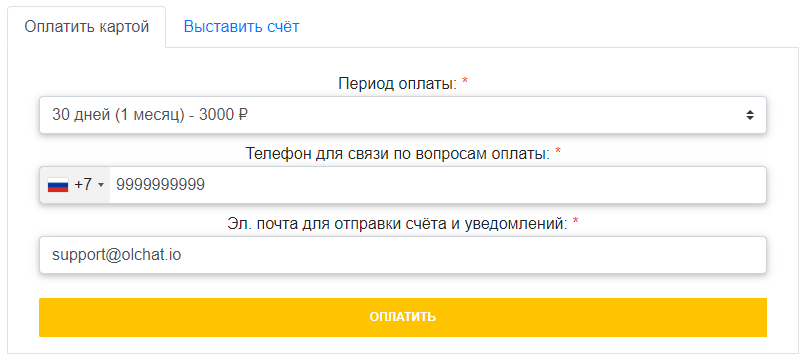 Оплатить картой Выставить счёт
Период оплаты: *
30 дней (1 месяц) - 3000 ₽
Телефон для связи по вопросам оплаты: *
+7 9999999999
Эл. почта для отправки счёта и уведомлений: *
support@olchat.io
ОПЛАТИТЬ